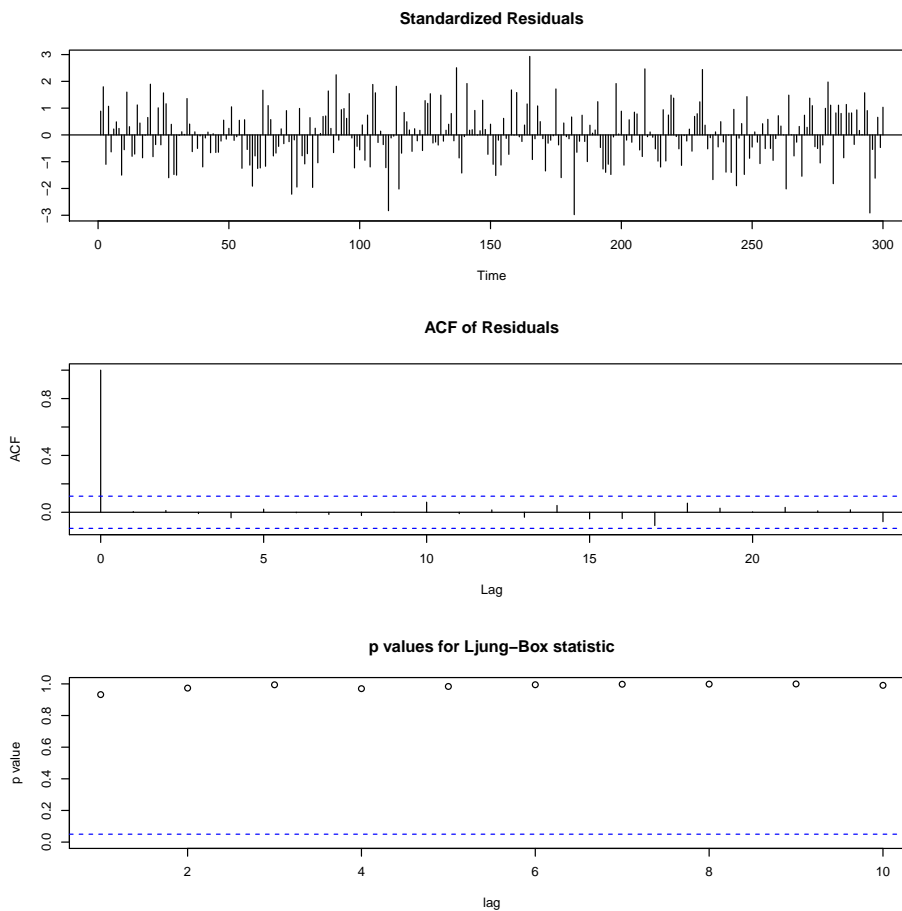 Standardized Residuals
3
2
1
0
−1
−2
−3
0 50 100 150 200 250 300
Time
ACF of Residuals
0.8
0.4
0.0
ACF
0 5 10 15 20
Lag
p values for Ljung−Box statistic
1.0
0.8
0.6
0.4
0.2
0.0
p value
2 4 6 8 10
lag